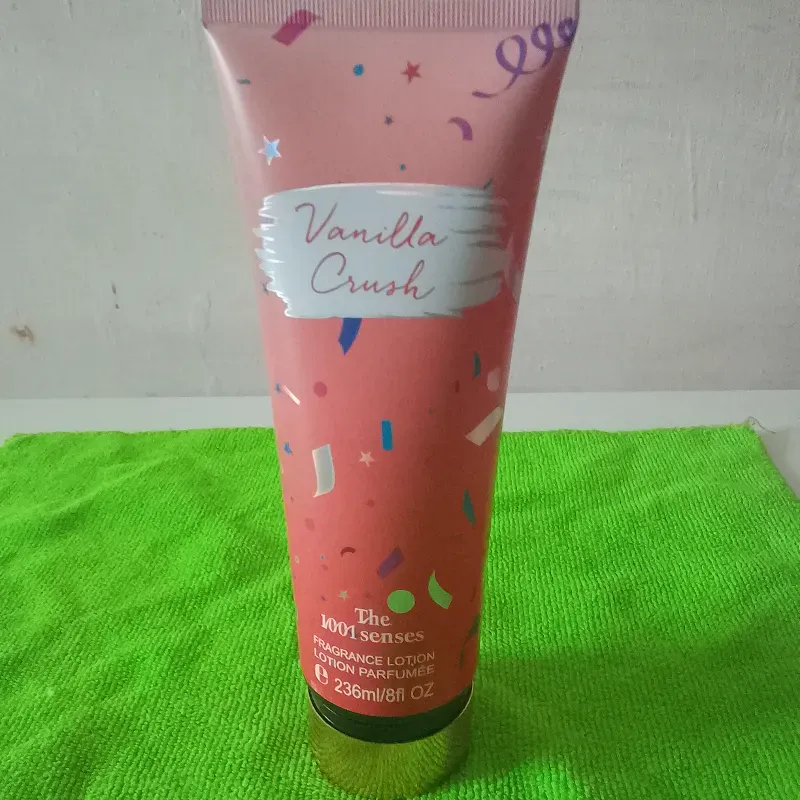 Vanilla
Crush
The
1001 senses
FRAGRANCE LOTION
LOTION PARFUMÉE
℮ 236ml/8fl OZ